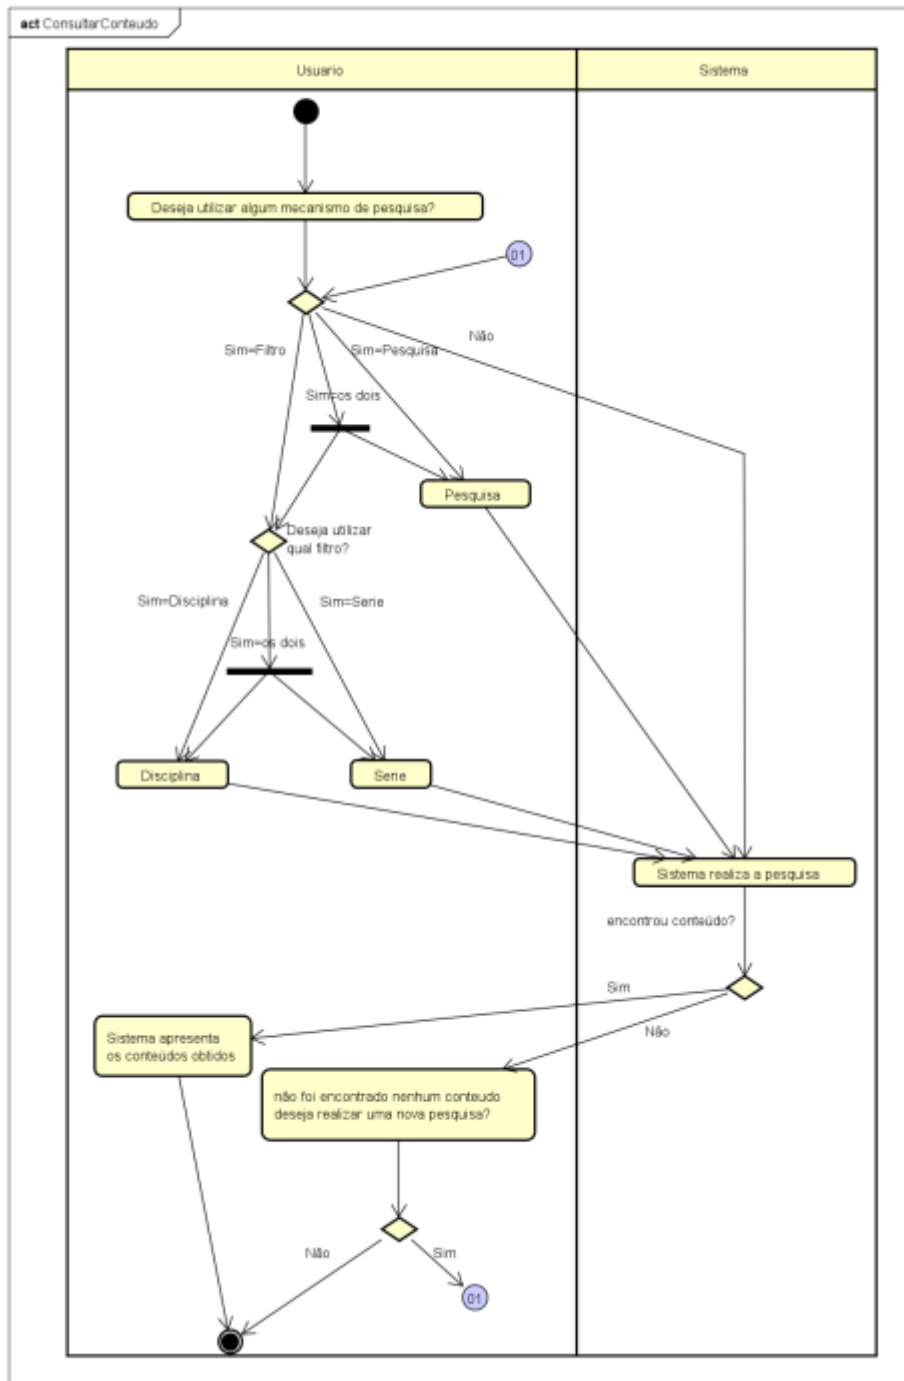 act ConsultarConteudo
Usuario
Sistema
Deseja utilizar algum mecanismo de pesquisa?
01
Não
Sim=Filtro
Sim=Pesquisa
Sim=os dois
Pesquisa
Deseja utilizar
qual filtro?
Sim=Disciplina
Sim=Serie
Sim=os dois
Disciplina
Serie
Sistema realiza a pesquisa
encontrou conteúdo?
Sim
Não
Sistema apresenta
os conteúdos obtidos
não foi encontrado nenhum conteudo
deseja realizar uma nova pesquisa?
Não
Sim
01